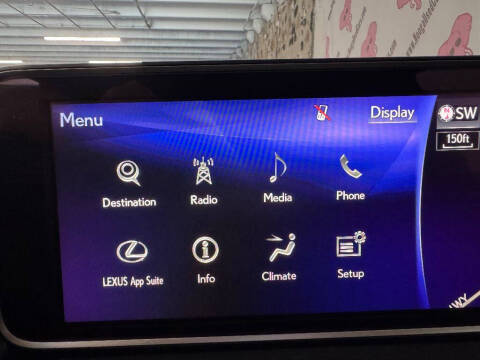 Menu
Display
SW
150ft
Destination
Radio
Media
Phone
LEXUS App Suite
Info
Climate
Setup